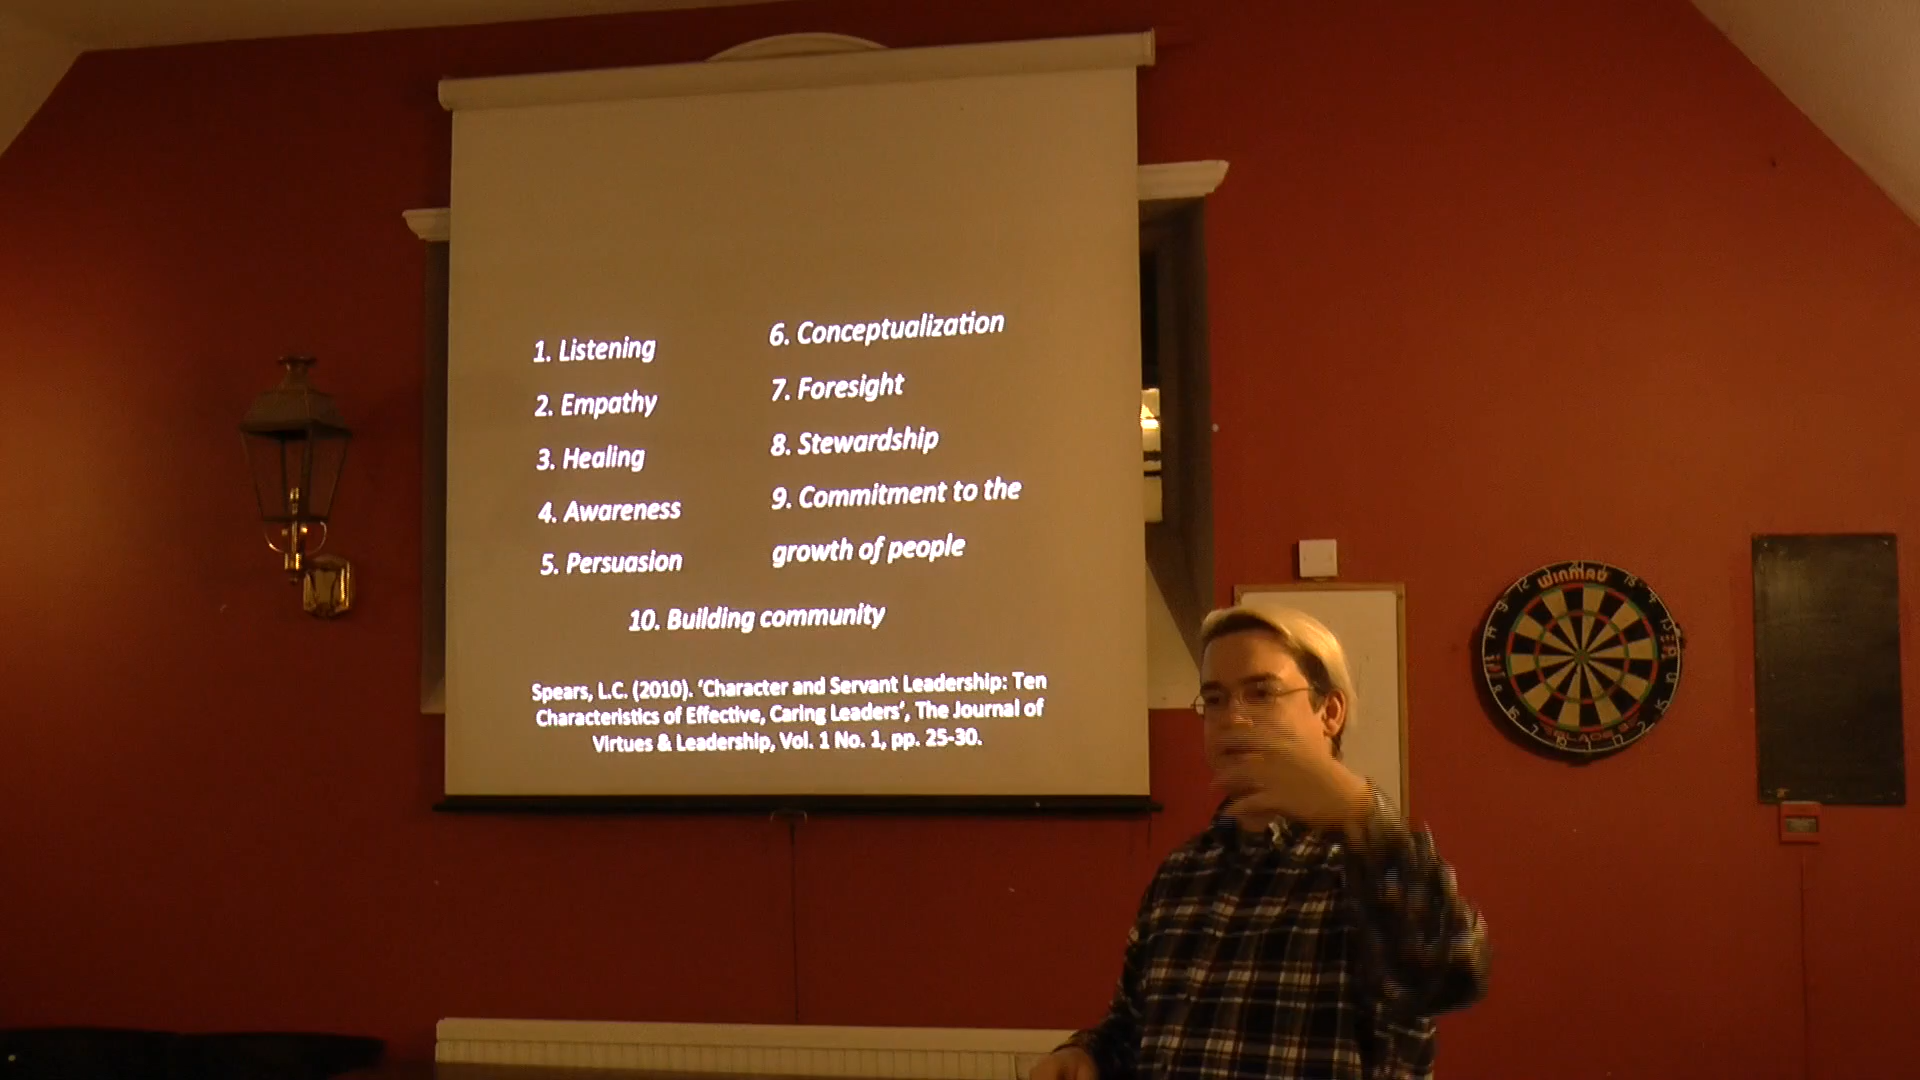 1. Listening
2. Empathy
3. Healing
4. Awareness
5. Persuasion
6. Conceptualization
7. Foresight
8. Stewardship
9. Commitment to the
growth of people
10. Building community
Spears, L.C. (2010). ‘Character and Servant Leadership: Ten
Characteristics of Effective, Caring Leaders’, The Journal of
Virtues & Leadership, Vol. 1 No. 1, pp. 25-30.
WINMAU